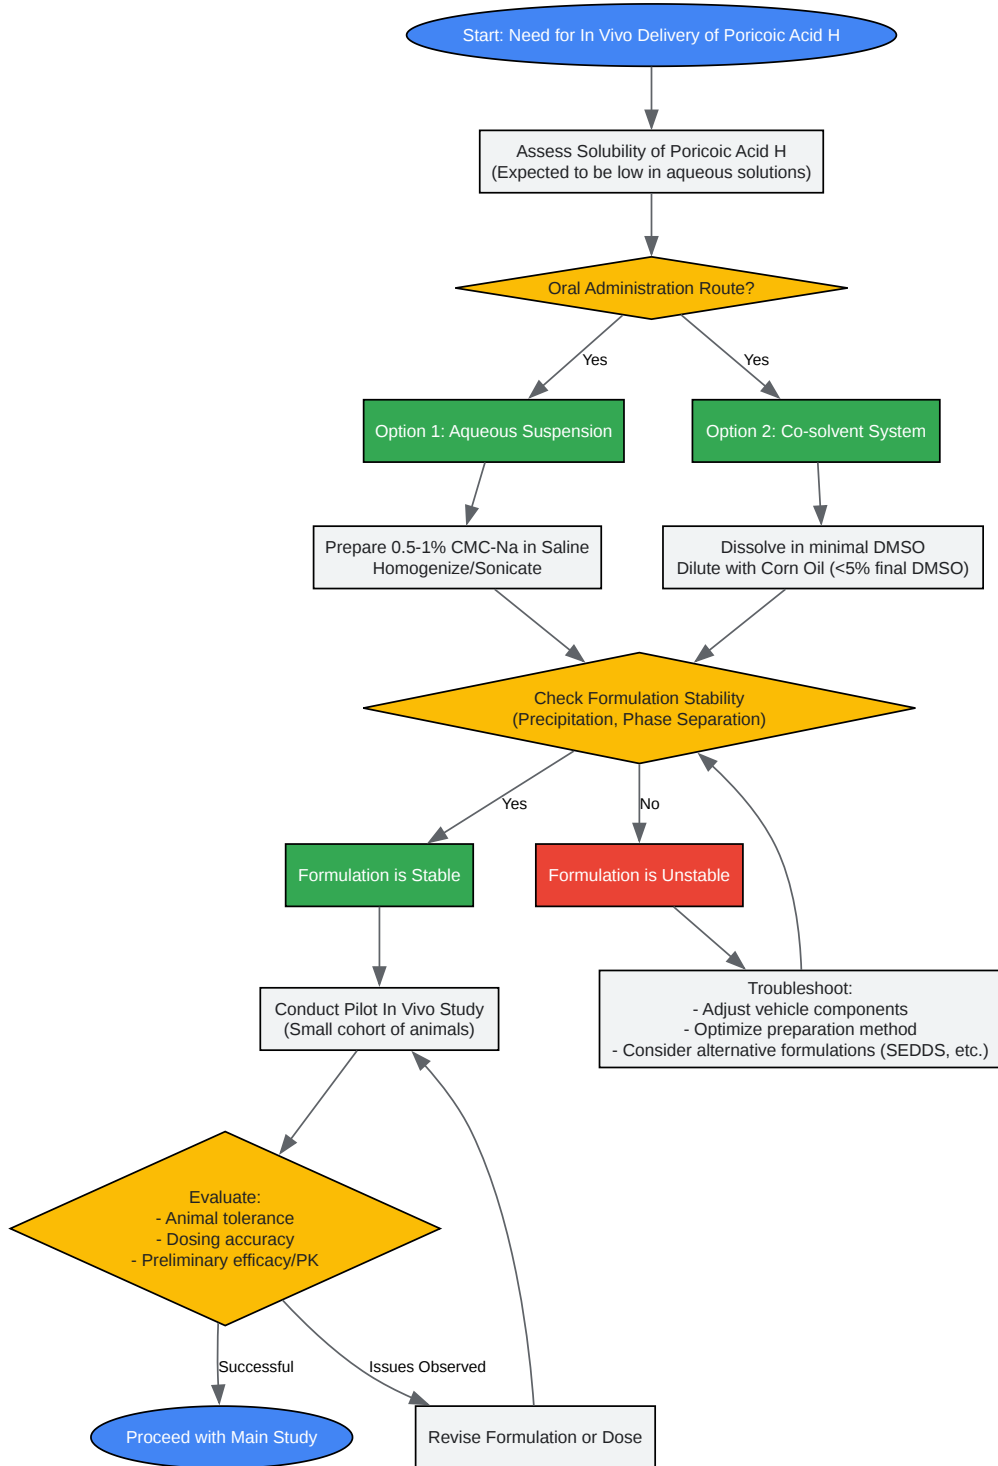 Start: Need for In Vivo Delivery of Poricoic Acid H
Assess Solubility of Poricoic Acid H
(Expected to be low in aqueous solutions)
Oral Administration Route?
Yes
Yes
Option 1: Aqueous Suspension
Option 2: Co-solvent System
Prepare 0.5-1% CMC-Na in Saline
Homogenize/Sonicate
Dissolve in minimal DMSO
Dilute with Corn Oil (<5% final DMSO)
Check Formulation Stability
(Precipitation, Phase Separation)
Yes
No
Formulation is Stable
Formulation is Unstable
Conduct Pilot In Vivo Study
(Small cohort of animals)
Troubleshoot:
- Adjust vehicle components
- Optimize preparation method
- Consider alternative formulations (SEDDS, etc.)
Evaluate:
- Animal tolerance
- Dosing accuracy
- Preliminary efficacy/PK
Successful
Issues Observed
Proceed with Main Study
Revise Formulation or Dose